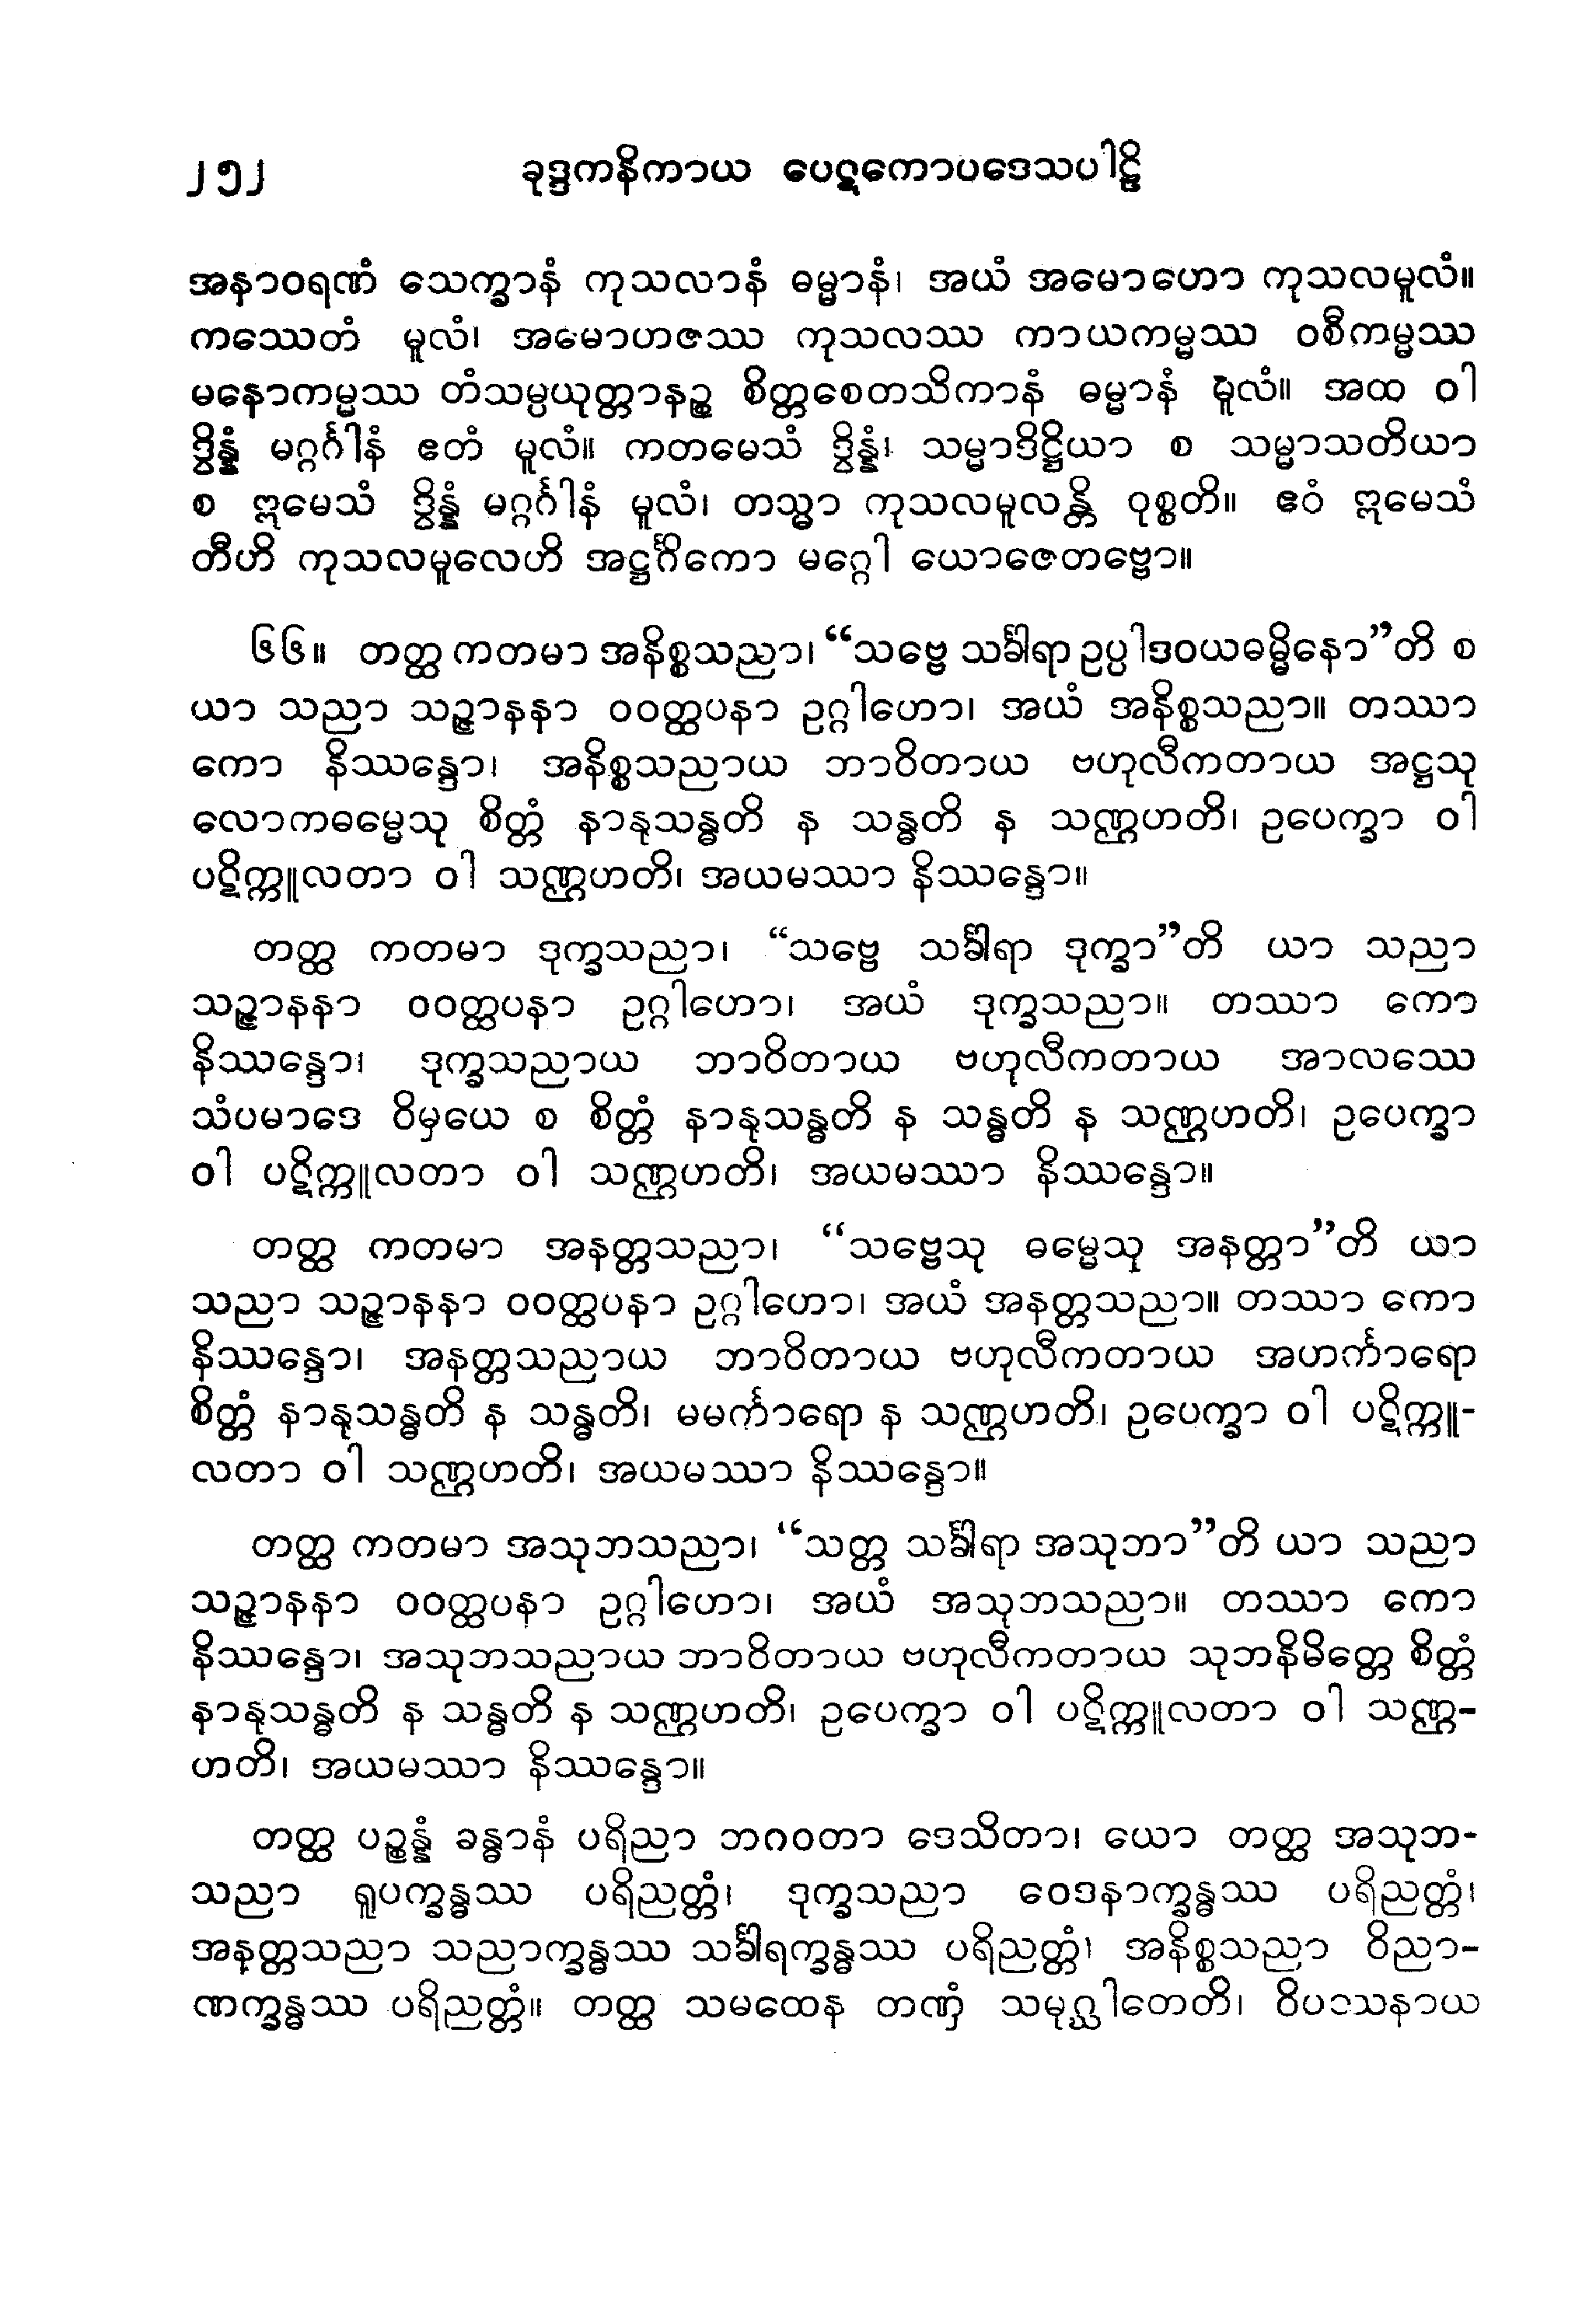 ၂၅၂ ခုဒ္ဒကနိကာယ ပေဋကောပဒေသပါဠိ
အနာဝရဏံ သေက္ခာနံ ကုသလာနံ ဓမ္မာနံ၊ အယံ အမောဟော ကုသလမူလံ။
ကဿေတံ မူလံ၊ အမောဟဇဿ ကုသလဿ ကာယကမ္မဿ ဝစီကမ္မဿ
မနောကမ္မဿ တံသမ္ပယုတ္တာနဉ္စ စိတ္တစေတသိကာနံ ဓမ္မာနံ မူလံ။ အထ ဝါ
ဒွိန္နံ မဂ္ဂင်္ဂါနံ ဧတံ မူလံ။ ကတမေသံ ဒွိန္နံ၊ သမ္မာဒိဋ္ဌိယာ စ သမ္မာသတိယာ
စ ဣမေသံ ဒွိန္နံ မဂ္ဂင်္ဂါနံ မူလံ၊ တသ္မာ ကုသလမူလန္တိ ဝုစ္စတိ။ ဧဝံ ဣမေသံ
တီဟိ ကုသလမူလေဟိ အဋ္ဌင်္ဂိကော မဂ္ဂေါ ယောဇေတဗ္ဗော။
၆၆။ တတ္ထ ကတမာ အနိစ္စသညာ၊ “သဗ္ဗေ သင်္ခါရာ ဥပ္ပါဒဝယဓမ္မိနော”တိ စ
ယာ သညာ သဉ္ဇာနနာ ဝဝတ္ထပနာ ဥဂ္ဂါဟော၊ အယံ အနိစ္စသညာ။ တဿာ
ကော နိဿန္ဒော၊ အနိစ္စသညာယ ဘာဝိတာယ ဗဟုလီကတာယ အဋ္ဌသု
လောကဓမ္မေသု စိတ္တံ နာနုသန္ဓတိ န သန္ဓတိ န သဏ္ဌဟတိ၊ ဥပေက္ခာ ဝါ
ပဋိက္ကူလတာ ဝါ သဏ္ဌဟတိ၊ အယမဿာ နိဿန္ဒော။
တတ္ထ ကတမာ ဒုက္ခသညာ၊ “သဗ္ဗေ သင်္ခါရာ ဒုက္ခာ”တိ ယာ သညာ
သဉ္ဇာနနာ ဝဝတ္ထပနာ ဥဂ္ဂါဟော၊ အယံ ဒုက္ခသညာ။ တဿာ ကော
နိဿန္ဒော၊ ဒုက္ခသညာယ ဘာဝိတာယ ဗဟုလီကတာယ အာလဿေ
သံပမာဒေ ဝိမှယေ စ စိတ္တံ နာနုသန္ဓတိ န သန္ဓတိ န သဏ္ဌဟတိ၊ ဥပေက္ခာ
ဝါ ပဋိက္ကူလတာ ဝါ သဏ္ဌဟတိ၊ အယမဿာ နိဿန္ဒော။
တတ္ထ ကတမာ အနတ္တသညာ၊ “သဗ္ဗေသု ဓမ္မေသု အနတ္တာ”တိ ယာ
သညာ သဉ္ဇာနနာ ဝဝတ္ထပနာ ဥဂ္ဂါဟော၊ အယံ အနတ္တသညာ။ တဿာ ကော
နိဿန္ဒော၊ အနတ္တသညာယ ဘာဝိတာယ ဗဟုလီကတာယ အဟင်္ကာရော
စိတ္တံ နာနုသန္ဓတိ န သန္ဓတိ၊ မမင်္ကာရော န သဏ္ဌဟတိ၊ ဥပေက္ခာ ဝါ ပဋိက္ကူ-
လတာ ဝါ သဏ္ဌဟတိ၊ အယမဿာ နိဿန္ဒော။
တတ္ထ ကတမာ အသုဘသညာ၊ “သတ္တ သင်္ခါရာ အသုဘာ”တိ ယာ သညာ
သဉ္ဇာနနာ ဝဝတ္ထပနာ ဥဂ္ဂါဟော၊ အယံ အသုဘသညာ။ တဿာ ကော
နိဿန္ဒော၊ အသုဘသညာယ ဘာဝိတာယ ဗဟုလီကတာယ သုဘနိမိတ္တေ စိတ္တံ
နာနုသန္ဓတိ န သန္ဓတိ န သဏ္ဌဟတိ၊ ဥပေက္ခာ ဝါ ပဋိက္ကူလတာ ဝါ သဏ္ဌ-
ဟတိ၊ အယမဿာ နိဿန္ဒော။
တတ္ထ ပဉ္စန္နံ ခန္ဓာနံ ပရိညာ ဘဂဝတာ ဒေသိတာ၊ ယော တတ္ထ အသုဘ-
သညာ ရူပက္ခန္ဓဿ ပရိညတ္တံ၊ ဒုက္ခသညာ ဝေဒနာက္ခန္ဓဿ ပရိညတ္တံ၊
အနတ္တသညာ သညာက္ခန္ဓဿ သင်္ခါရက္ခန္ဓဿ ပရိညတ္တံ၊ အနိစ္စသညာ ဝိညာ-
ဏက္ခန္ဓဿ ပရိညတ္တံ။ တတ္ထ သမထေန တဏှံ သမုဂ္ဃါတေတိ၊ ဝိပဿနာယ